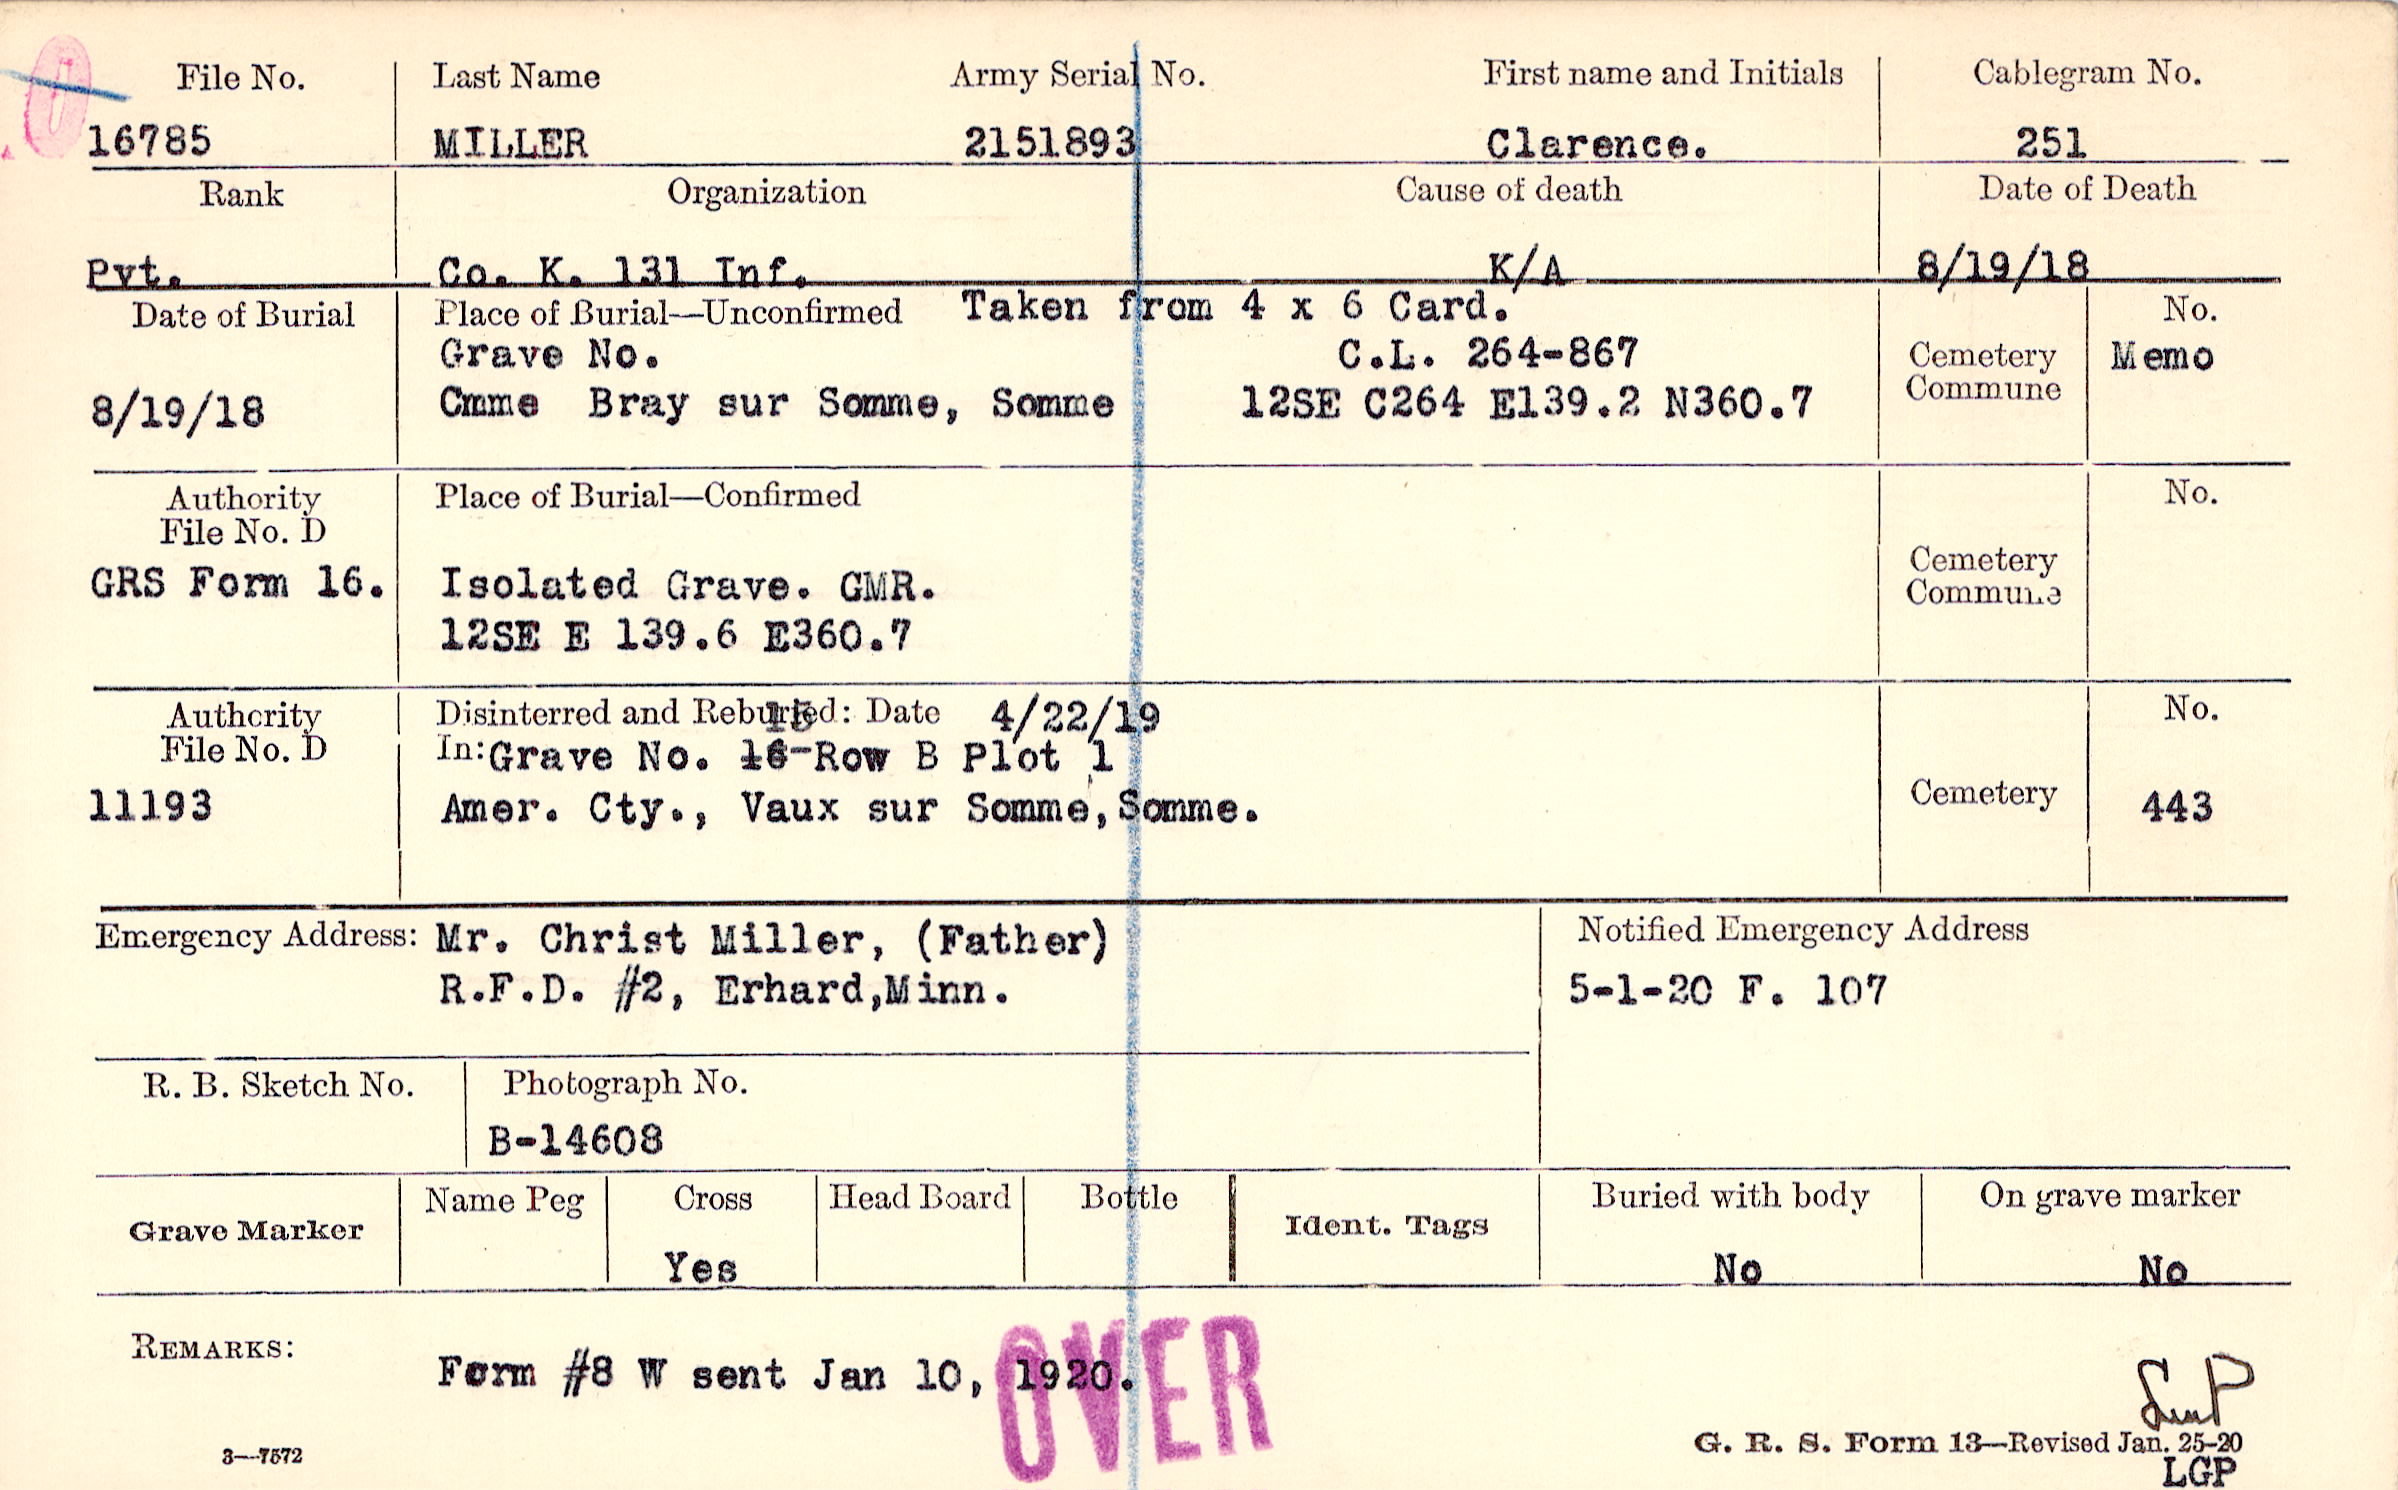 File No. Last Name Army Serial No. First name and Initials Cablegram No.
16785 MILLER 2151893 Clarence. 251
Rank Organization Cause of death Date of Death
Pvt. Co. K. 131 Inf. K/A 8/19/18
Date of Burial Place of Burial—Unconfirmed Taken from 4 x 6 Card. No.
Grave No. C.L. 264-867 Cemetery Memo
8/19/18 Cmme Bray sur Somme, Somme 12SE C264 E139.2 N360.7 Commune
Authority Place of Burial—Confirmed No.
File No. D
GRS Form 16. Isolated Grave. GMR. Cemetery
12SE E 139.6 E360.7 Commune
Authority Disinterred and Reburied: Date 4/22/19 No.
15
File No. D In: Grave No. 16-Row B Plot 1
11193 Amer. Cty., Vaux sur Somme, Somme. Cemetery 443
Emergency Address: Mr. Christ Miller, (Father) Notified Emergency Address
R.F.D. #2, Erhard,Minn. 5-1-20 F. 107
R. B. Sketch No. Photograph No.
B-14608
Grave Marker Name Peg Cross Head Board Bottle Ident. Tags Buried with body On grave marker
Yes No No
REMARKS: Form #8 W sent Jan 10, 1920.
OVER
3—7572 G. R. S. Form 13—Revised Jan. 25-20
LGP